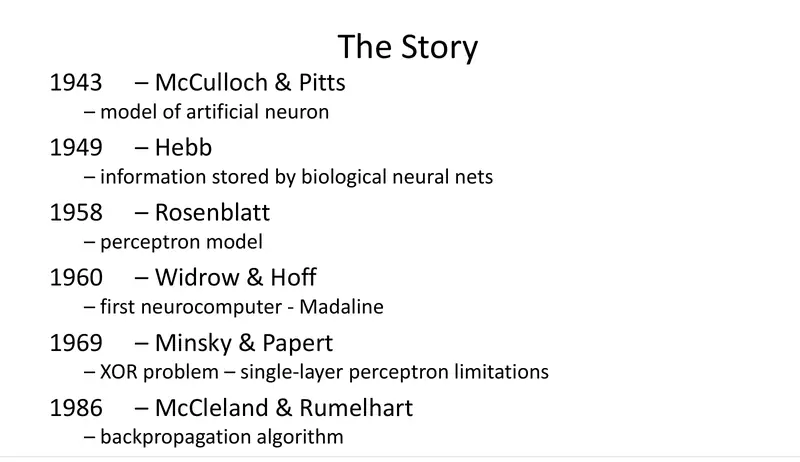 The Story
1943 – McCulloch & Pitts
– model of artificial neuron
1949 – Hebb
– information stored by biological neural nets
1958 – Rosenblatt
– perceptron model
1960 – Widrow & Hoff
– first neurocomputer - Madaline
1969 – Minsky & Papert
– XOR problem – single-layer perceptron limitations
1986 – McCleland & Rumelhart
– backpropagation algorithm